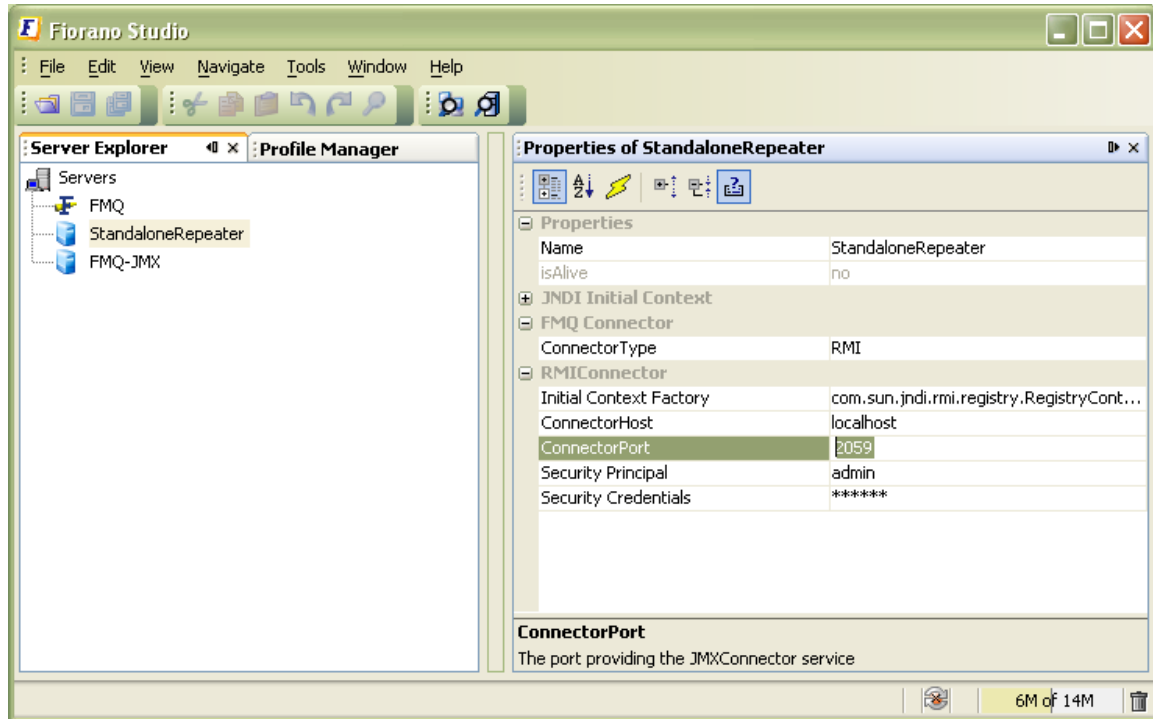 Fiorano Studio
File Edit View Navigate Tools Window Help
Server Explorer
Profile Manager
Servers
FMQ
StandaloneRepeater
FMQ-JMX
Properties of StandaloneRepeater
Properties
Name StandaloneRepeater
isAlive no
JNDI Initial Context
FMQ Connector
ConnectorType RMI
RMIConnector
Initial Context Factory com.sun.jndi.rmi.registry.RegistryCont...
ConnectorHost localhost
ConnectorPort 2059
Security Principal admin
Security Credentials ******
ConnectorPort
The port providing the JMXConnector service
6M of 14M